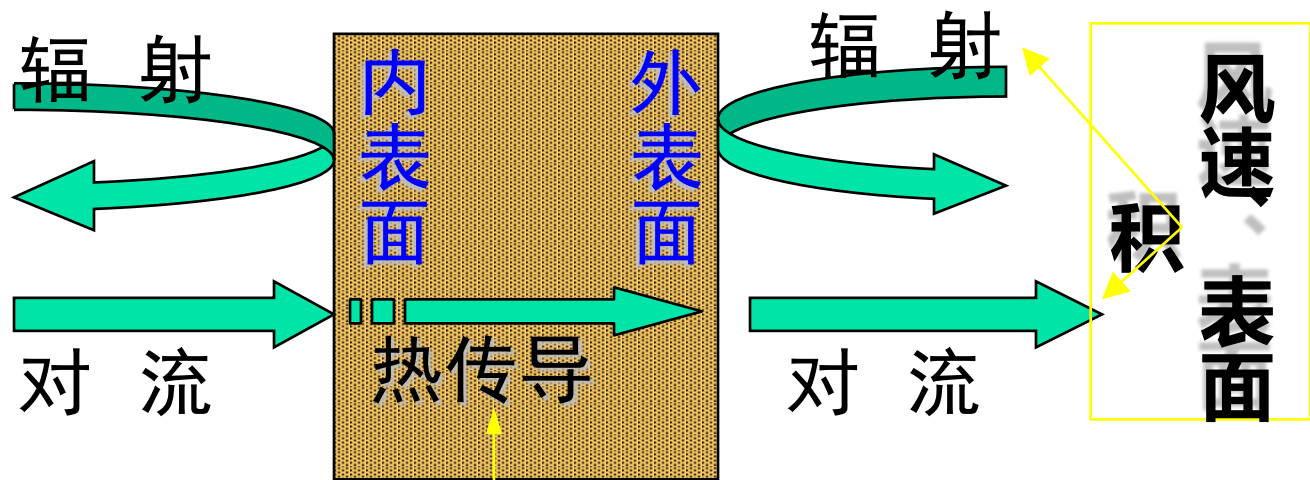 辐 射
对 流
内表面
外表面
热传导
辐 射
对 流
风速、表面
积